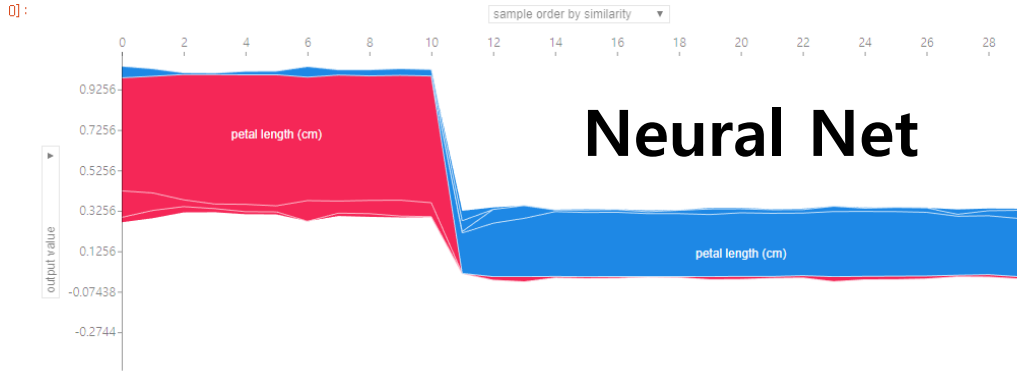 0] :
sample order by similarity ▼
0 2 4 6 8 10 12 14 16 18 20 22 24 26 28
0.9256
0.7256
0.5256
0.3256
0.1256
-0.07438
-0.2744
▶
output value
petal length (cm)
Neural Net
petal length (cm)